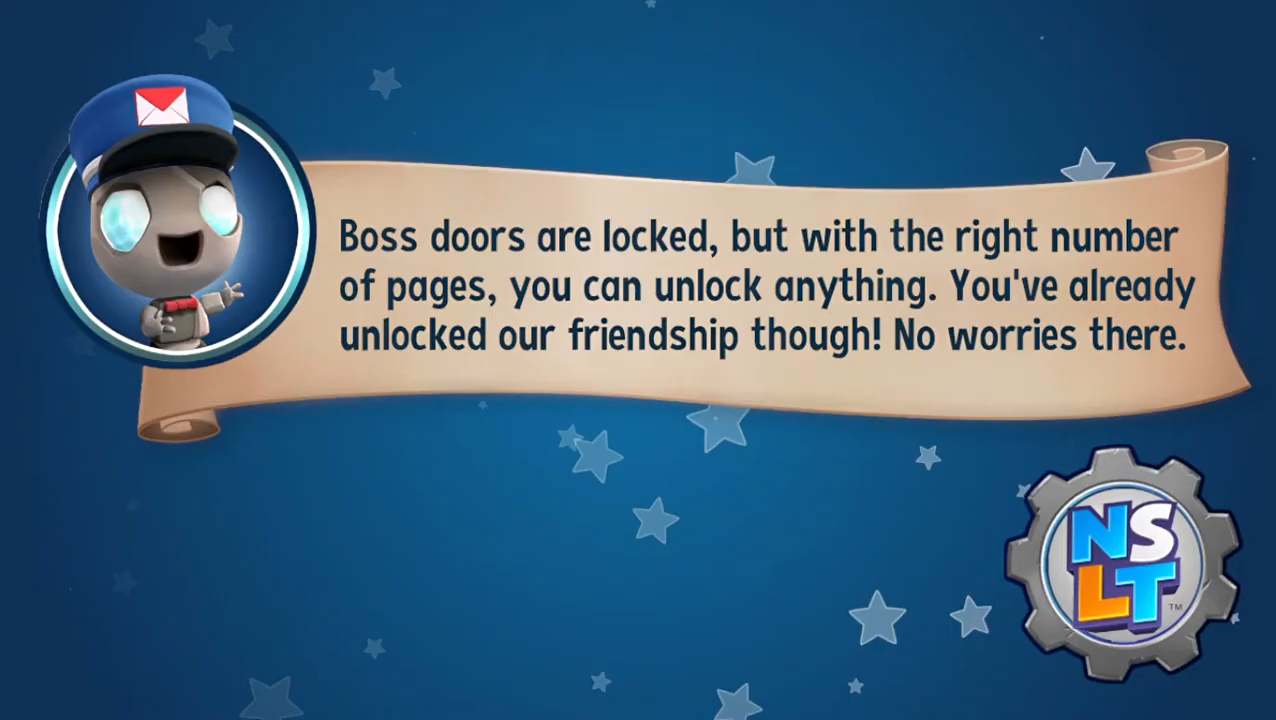 Boss doors are locked, but with the right number
of pages, you can unlock anything. You've already
unlocked our friendship though! No worries there.
NS
LT
TM